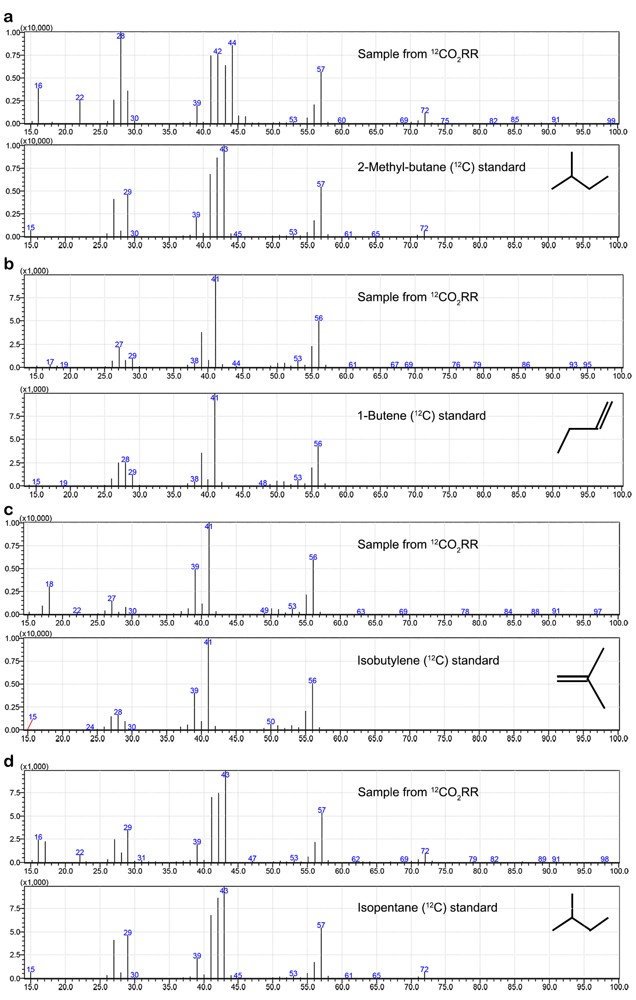 a
(x10,000)
1.00
0.75
0.50
0.25
0.00
16 22 28 30 39 42 44 53 57 60 69 72 75 82 85 91 99
Sample from ¹²CO₂RR
15.0 20.0 25.0 30.0 35.0 40.0 45.0 50.0 55.0 60.0 65.0 70.0 75.0 80.0 85.0 90.0 95.0 100.0
(x10,000)
1.00
0.75
0.50
0.25
0.00
15 29 30 39 43 45 53 57 61 65 72
2-Methyl-butane (¹²C) standard
15.0 20.0 25.0 30.0 35.0 40.0 45.0 50.0 55.0 60.0 65.0 70.0 75.0 80.0 85.0 90.0 95.0 100.0
b
(x1,000)
7.5
5.0
2.5
0.0
17 19 27 29 38 41 44 53 56 61 67 69 76 79 86 93 95
Sample from ¹²CO₂RR
15.0 20.0 25.0 30.0 35.0 40.0 45.0 50.0 55.0 60.0 65.0 70.0 75.0 80.0 85.0 90.0 95.0 100.0
(x1,000)
7.5
5.0
2.5
0.0
15 19 28 29 38 41 48 53 56
1-Butene (¹²C) standard
15.0 20.0 25.0 30.0 35.0 40.0 45.0 50.0 55.0 60.0 65.0 70.0 75.0 80.0 85.0 90.0 95.0 100.0
c
(x10,000)
1.00
0.75
0.50
0.25
0.00
18 22 27 30 39 41 49 53 56 63 69 78 84 88 91 97
Sample from ¹²CO₂RR
15.0 20.0 25.0 30.0 35.0 40.0 45.0 50.0 55.0 60.0 65.0 70.0 75.0 80.0 85.0 90.0 95.0 100.0
(x10,000)
1.00
0.75
0.50
0.25
0.00
15 24 28 30 39 41 50 56
Isobutylene (¹²C) standard
15.0 20.0 25.0 30.0 35.0 40.0 45.0 50.0 55.0 60.0 65.0 70.0 75.0 80.0 85.0 90.0 95.0 100.0
d
(x1,000)
7.5
5.0
2.5
0.0
16 22 29 31 39 43 47 53 57 62 69 72 79 82 89 91 98
Sample from ¹²CO₂RR
15.0 20.0 25.0 30.0 35.0 40.0 45.0 50.0 55.0 60.0 65.0 70.0 75.0 80.0 85.0 90.0 95.0 100.0
(x1,000)
7.5
5.0
2.5
0.0
15 29 30 39 43 45 53 57 61 65 72
Isopentane (¹²C) standard
15.0 20.0 25.0 30.0 35.0 40.0 45.0 50.0 55.0 60.0 65.0 70.0 75.0 80.0 85.0 90.0 95.0 100.0